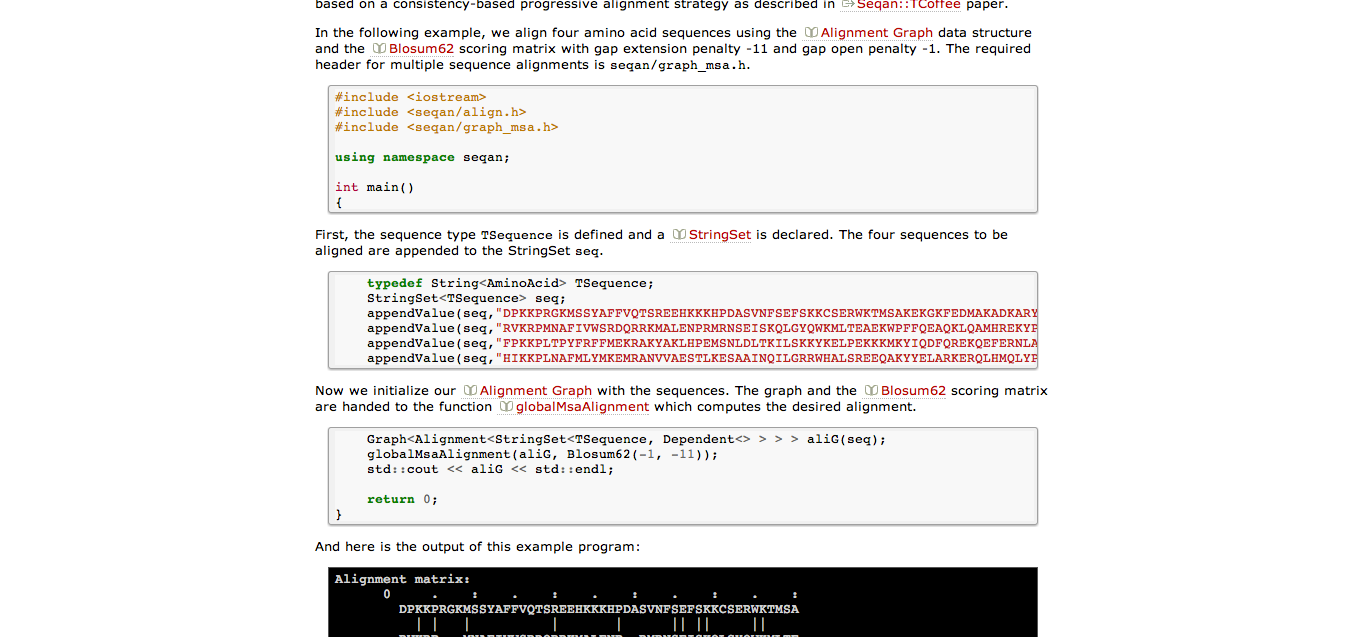 based on a consistency-based progressive alignment strategy as described in Seqan::TCoffee paper.
In the following example, we align four amino acid sequences using the Alignment Graph data structure
and the Blosum62 scoring matrix with gap extension penalty -11 and gap open penalty -1. The required
header for multiple sequence alignments is seqan/graph_msa.h.
#include <iostream>
#include <seqan/align.h>
#include <seqan/graph_msa.h>
using namespace seqan;
int main()
{
First, the sequence type TSequence is defined and a StringSet is declared. The four sequences to be
aligned are appended to the StringSet seq.
typedef String<AminoAcid> TSequence;
StringSet<TSequence> seq;
appendValue(seq,"DPKKPRGKMSSYAFFVQTSREEHKKKHPDASVNFSEFSKKCSERWKTMSAKEKGKFEDMAKADKARY
appendValue(seq,"RVKRPMNAFIVWSRDQRRKMALENPRMRNSEISKQLGYQWKMLTEAEKWPFFQEAQKLQAMHREKYP
appendValue(seq,"FPKKPLTPYFRFFMEKRAKYAKLHPEMSNLDLTKILSKKYKELPEKKKMKYIQDFQREKQEFERNLA
appendValue(seq,"HIKKPLNAFMLYMKEMRANVVAESTLKESAAINQILGRRWHALSREEQAKYYELARKERQLHMQLYP
Now we initialize our Alignment Graph with the sequences. The graph and the Blosum62 scoring matrix
are handed to the function globalMsaAlignment which computes the desired alignment.
Graph<Alignment<StringSet<TSequence, Dependent<> > > > aliG(seq);
globalMsaAlignment(aliG, Blosum62(-1, -11));
std::cout << aliG << std::endl;
return 0;
}
And here is the output of this example program:
Alignment matrix:
0 . : . : . : . : . :
DPKKPRGKMSSYAFFVQTSREEHKKKHPDASVNFSEFSKKCSERWKTMSA
| | | | | || || ||